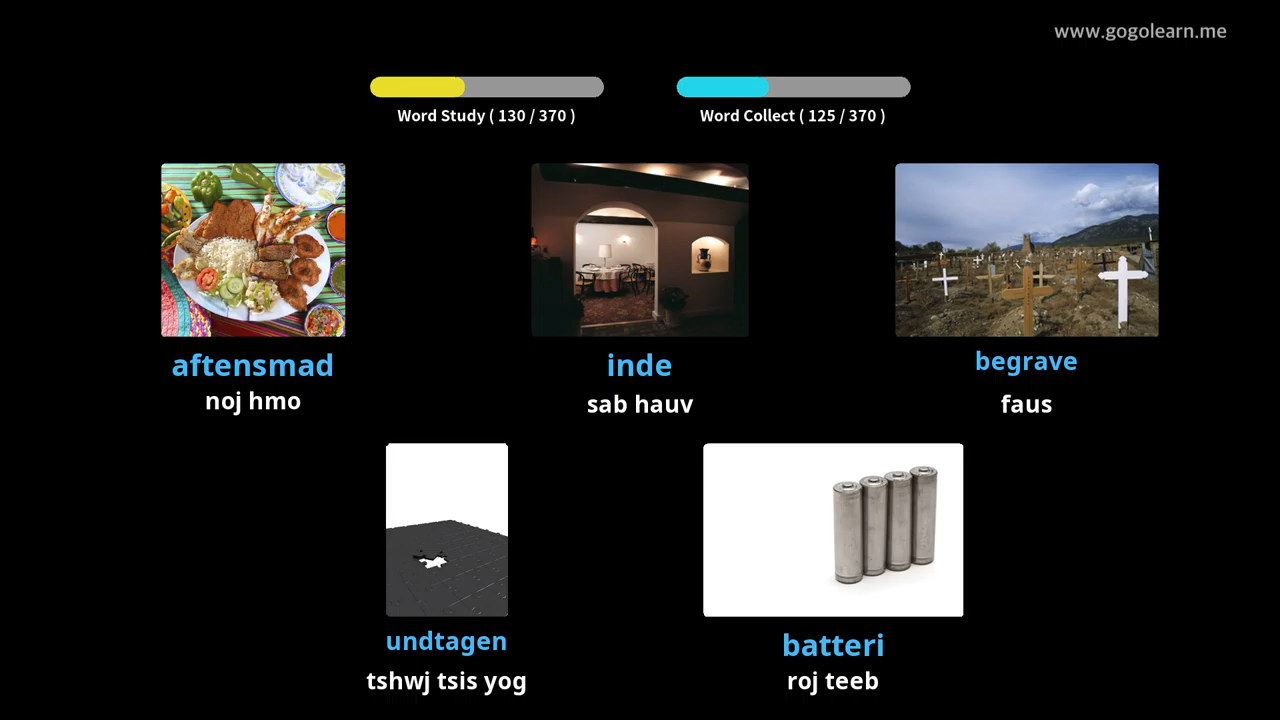 www.gogolearn.me
Word Study ( 130 / 370 )
Word Collect ( 125 / 370 )
aftensmad
noj hmo
inde
sab hauv
begrave
faus
undtagen
tshwj tsis yog
batteri
roj teeb